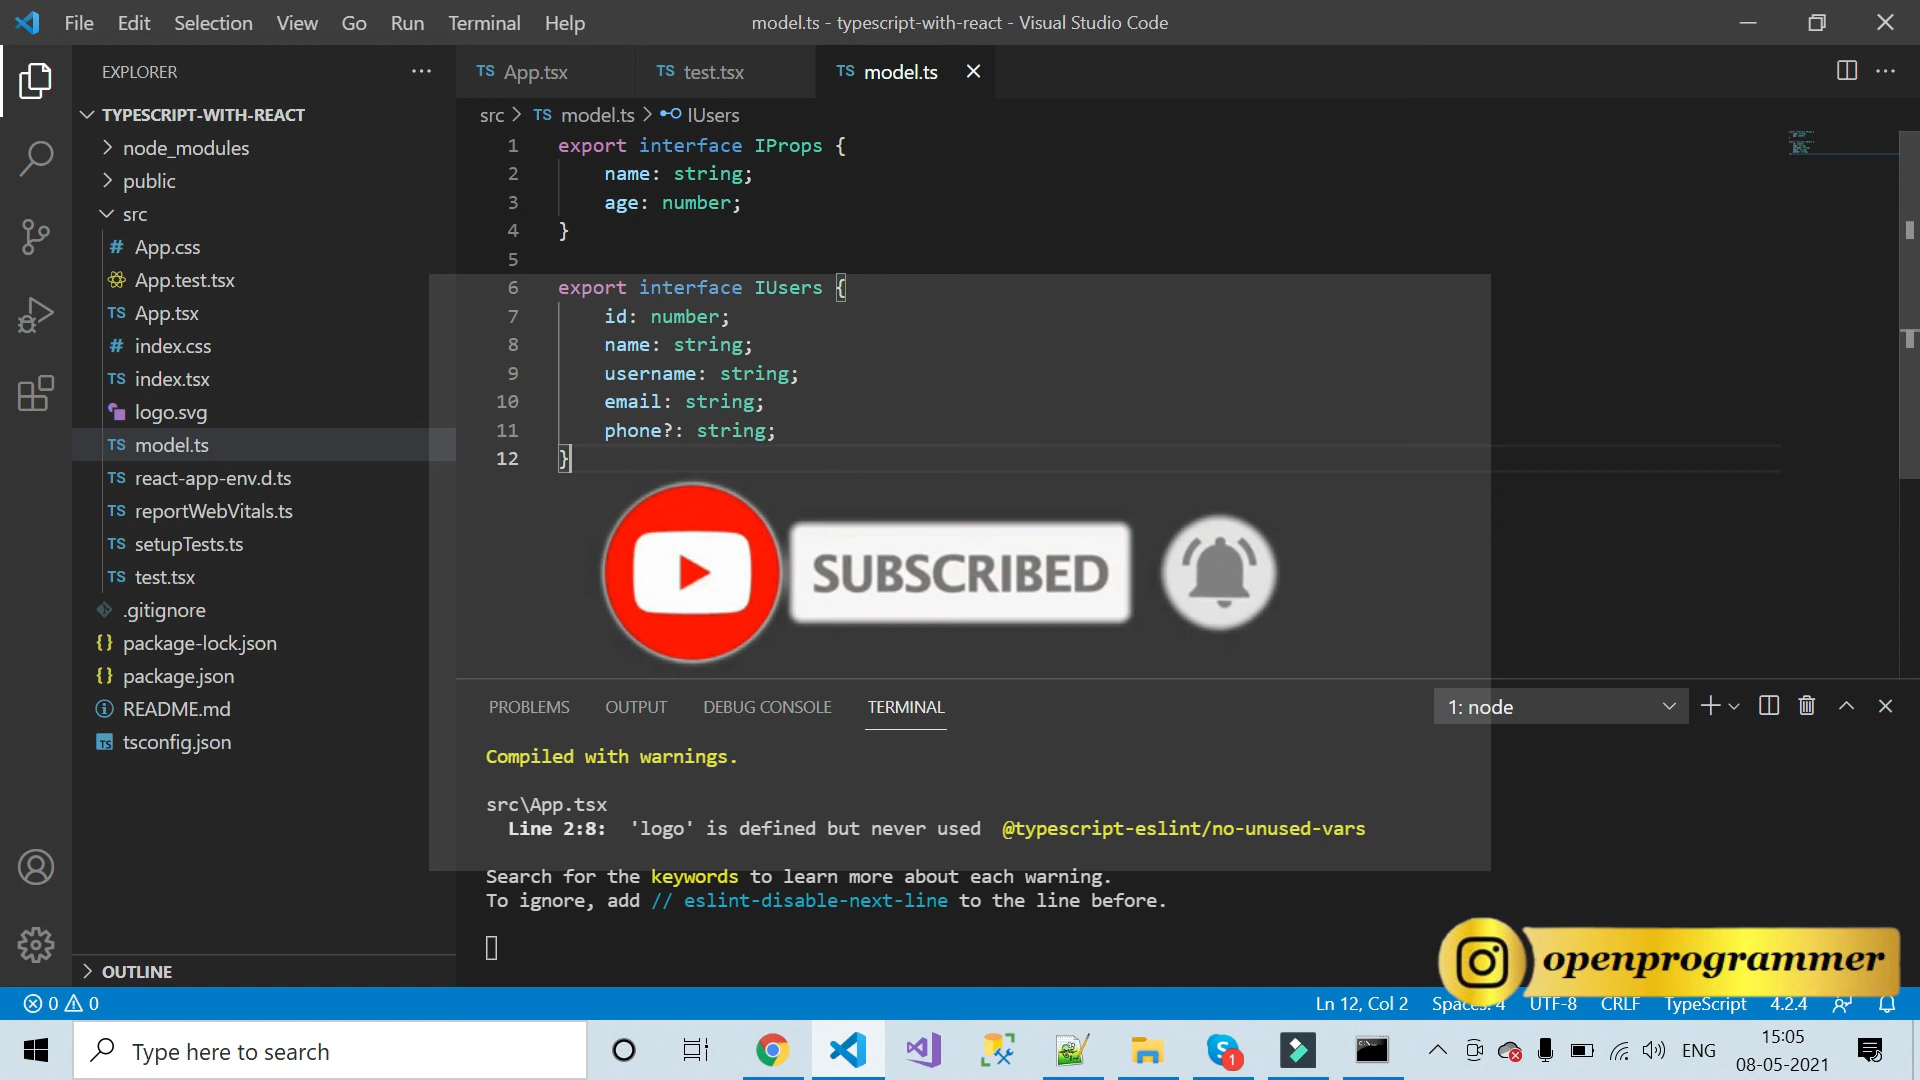 File Edit Selection View Go Run Terminal Help
model.ts - typescript-with-react - Visual Studio Code
EXPLORER
TS App.tsx
TS test.tsx
TS model.ts
TYPESCRIPT-WITH-REACT
node_modules
public
src
# App.css
App.test.tsx
TS App.tsx
# index.css
TS index.tsx
logo.svg
TS model.ts
TS react-app-env.d.ts
TS reportWebVitals.ts
TS setupTests.ts
TS test.tsx
.gitignore
{} package-lock.json
{} package.json
README.md
TS tsconfig.json
OUTLINE
src > TS model.ts > IUsers
1 export interface IProps {
2 name: string;
3 age: number;
4 }
5
6 export interface IUsers {
7 id: number;
8 name: string;
9 username: string;
10 email: string;
11 phone?: string;
12 }
SUBSCRIBED
PROBLEMS OUTPUT DEBUG CONSOLE TERMINAL
1: node
Compiled with warnings.
src\App.tsx
Line 2:8: 'logo' is defined but never used @typescript-eslint/no-unused-vars
Search for the keywords to learn more about each warning.
To ignore, add // eslint-disable-next-line to the line before.
openprogrammer
0 0
Ln 12, Col 2 Spaces: 4 UTF-8 CRLF TypeScript 4.2.4
Type here to search
1
ENG
15:05
08-05-2021